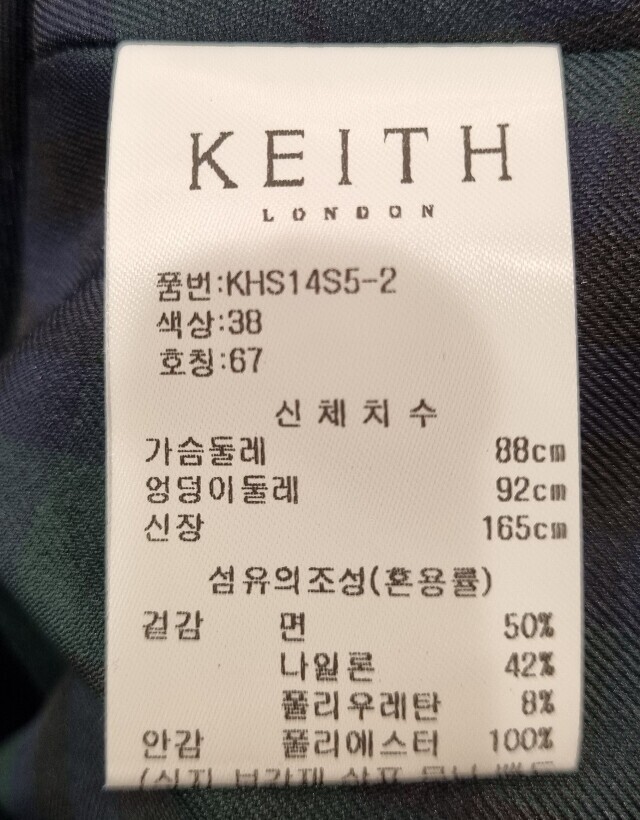 KEITH
LONDON
품번:KHS14S5-2
색상:38
호칭:67
신 체 치 수
가슴둘레 88cm
엉덩이둘레 92cm
신장 165cm
섬유의조성(혼용률)
겉감 면 50%
나일론 42%
폴리우레탄 8%
안감 폴리에스터 100%